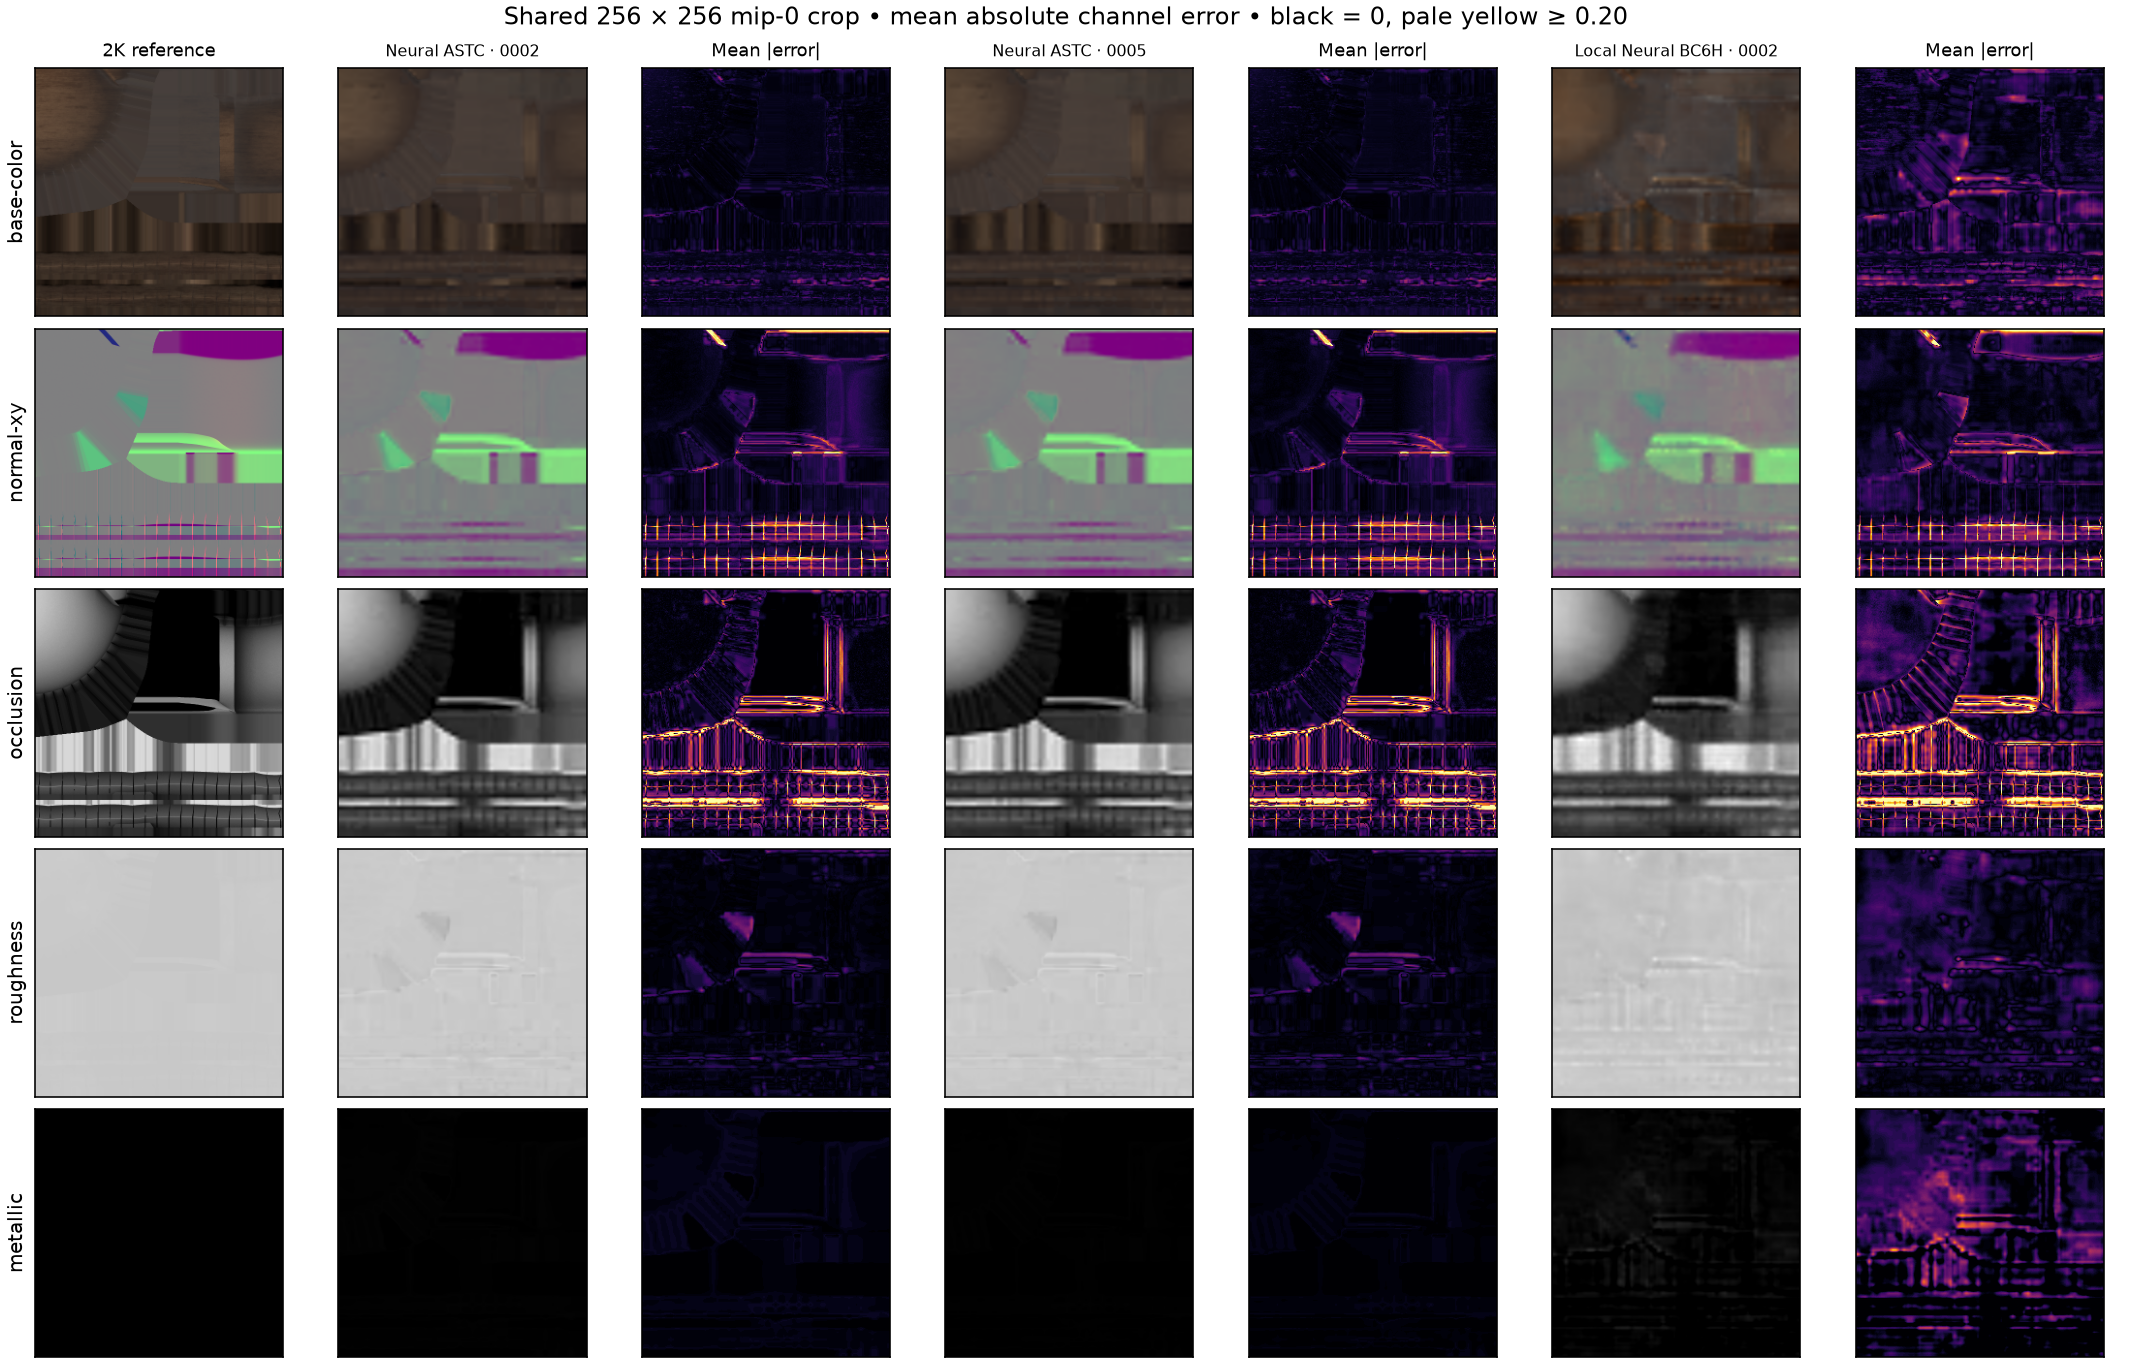 Shared 256 × 256 mip-0 crop • mean absolute channel error • black = 0, pale yellow ≥ 0.20
2K reference
Neural ASTC · 0002
Mean |error|
Neural ASTC · 0005
Mean |error|
Local Neural BC6H · 0002
Mean |error|
base-color
normal-xy
occlusion
roughness
metallic